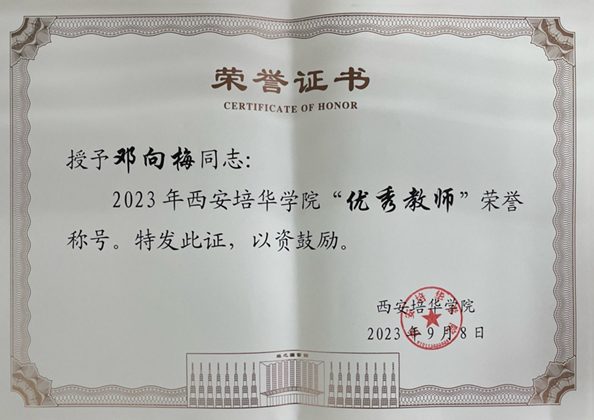 荣誉证书
CERTIFICATE OF HONOR
授予邓向梅同志：
2023年西安培华学院“优秀教师”荣誉
称号。特发此证，以资鼓励。
西安培华学院
2023年9月8日